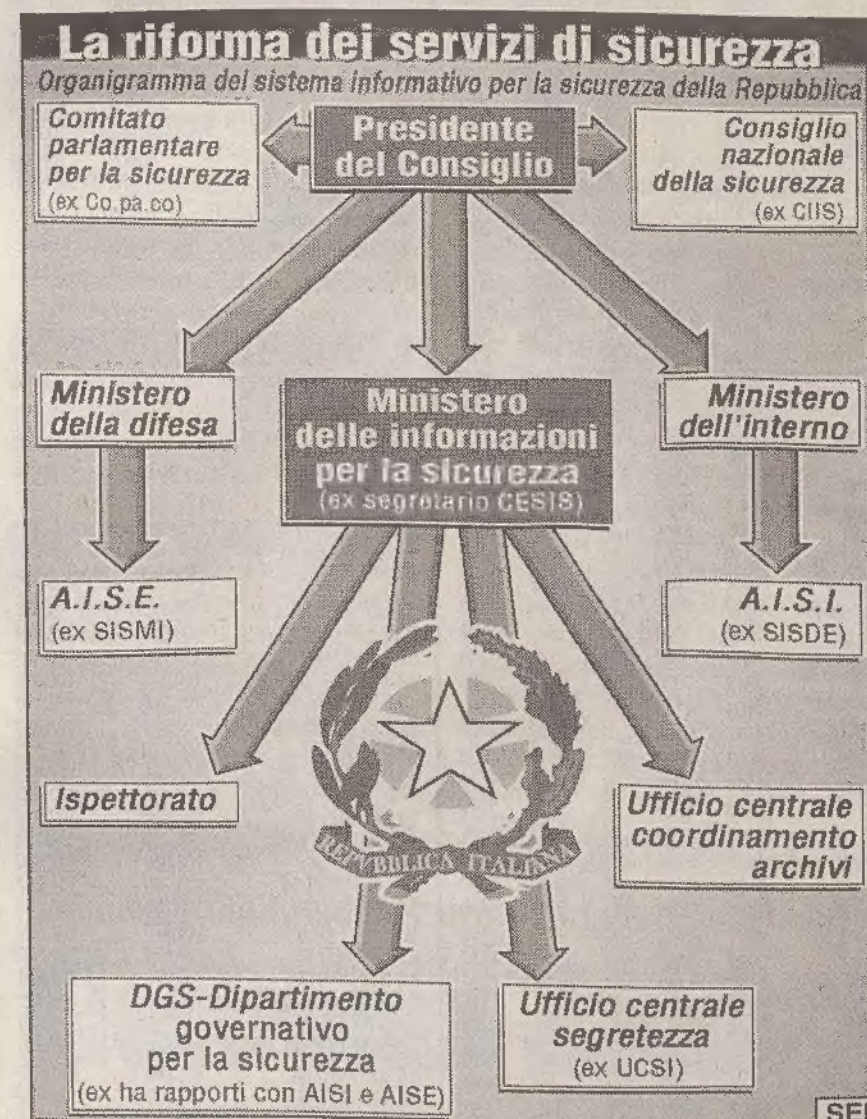 La riforma dei servizi di sicurezza
Organigramma del sistema informativo per la sicurezza della Repubblica
Comitato
parlamentare
per la sicurezza
(ex Co.pa.co)
Presidente
del Consiglio
Consiglio
nazionale
della sicurezza
(ex CIIS)
Ministero
della difesa
Ministero
delle informazioni
per la sicurezza
(ex segretario CESIS)
Ministero
dell'interno
A.I.S.E.
(ex SISMI)
A.I.S.I.
(ex SISDE)
Ispettorato
Ufficio centrale
coordinamento
archivi
REPUBBLICA ITALIANA
DGS-Dipartimento
governativo
per la sicurezza
(ex ha rapporti con AISI e AISE)
Ufficio centrale
segretezza
(ex UCSI)